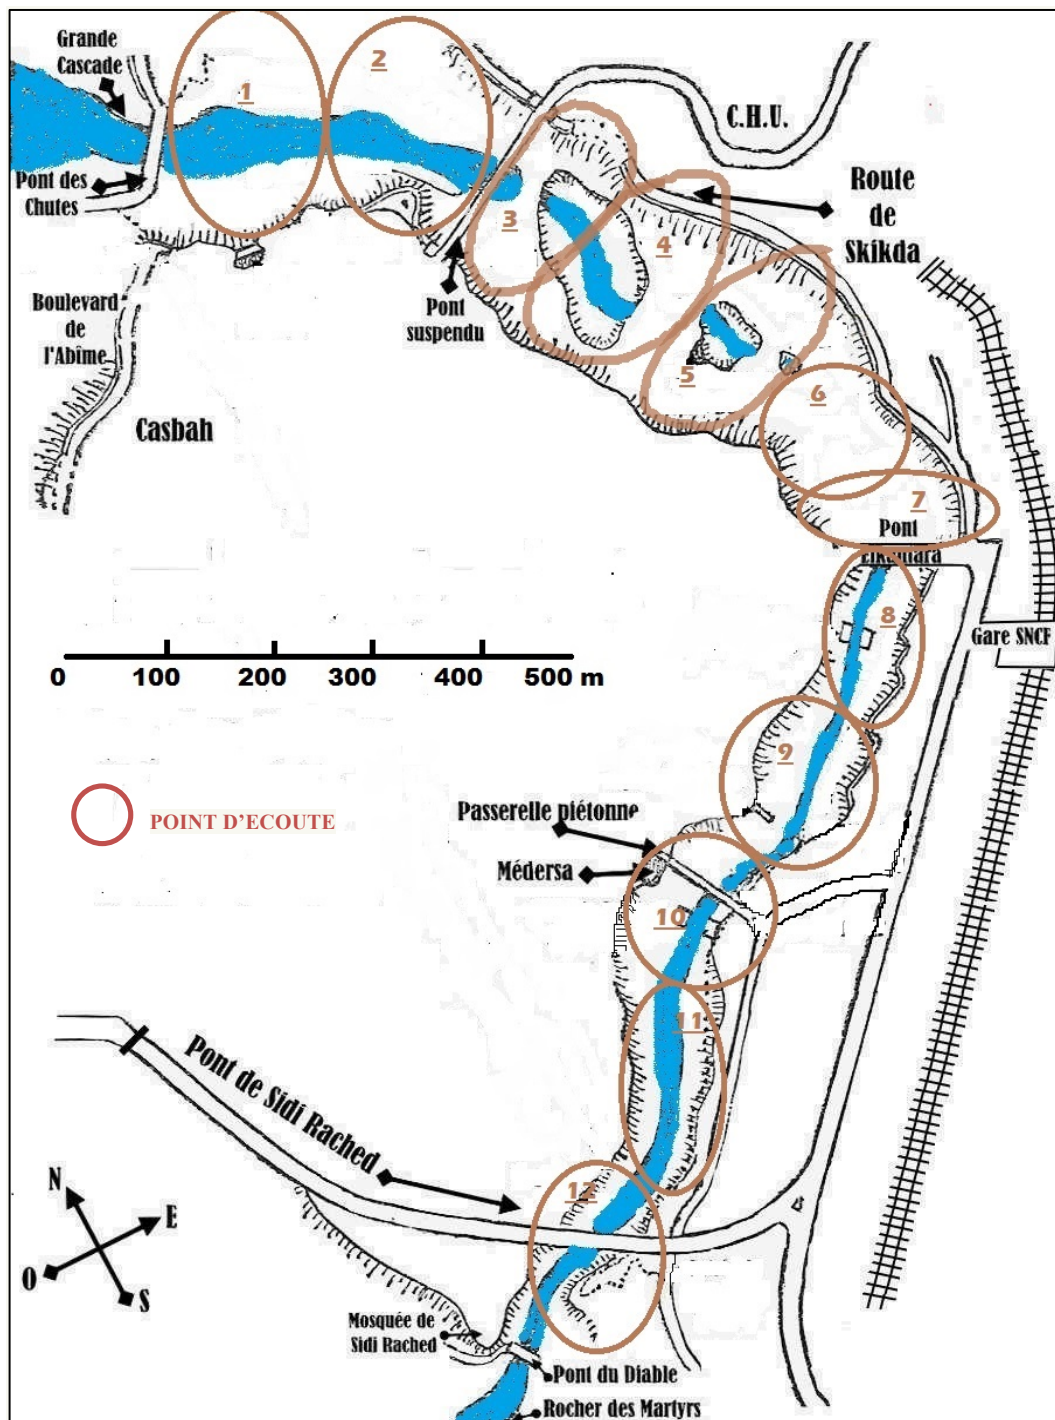 Grande
Cascade
1
2
C.H.U.
Pont des
Chutes
3
4
Route
de
Skikda
Pont
suspendu
Boulevard
de
l'Abîme
5
6
Casbah
7
Pont
Elkantara
8
Gare SNCF
0 100 200 300 400 500 m
9
POINT D'ECOUTE
Passerelle piétonne
Médersa
10
11
Pont de Sidi Rached
12
N
E
O
S
Mosquée de
Sidi Rached
Pont du Diable
Rocher des Martyrs